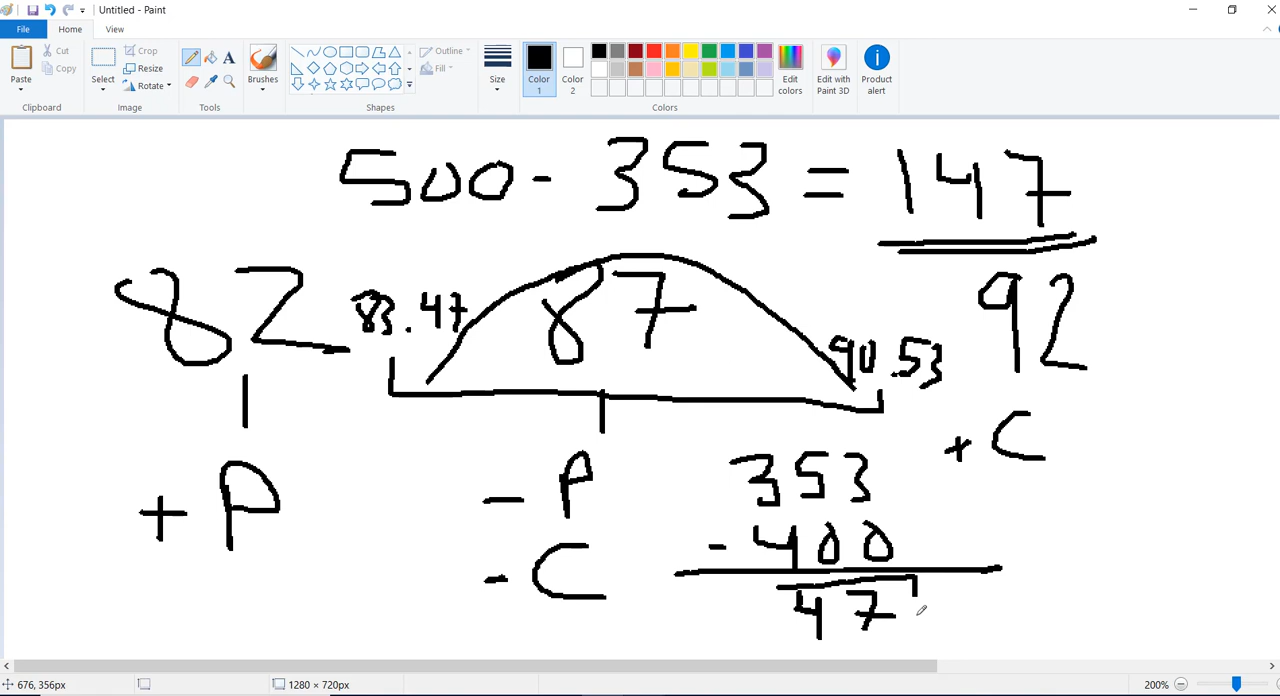 Untitled - Paint
File Home View
Paste Cut Copy Select Crop Resize Rotate Brushes Outline Fill Size Color 1 Color 2 Edit colors Edit with Paint 3D Product alert
Clipboard Image Tools Shapes Colors
500 - 353 = 147
82 83.47 87 90.53 92
+ P - P 353 + C
- C - 400
47
676, 356px 1280 × 720px 200%